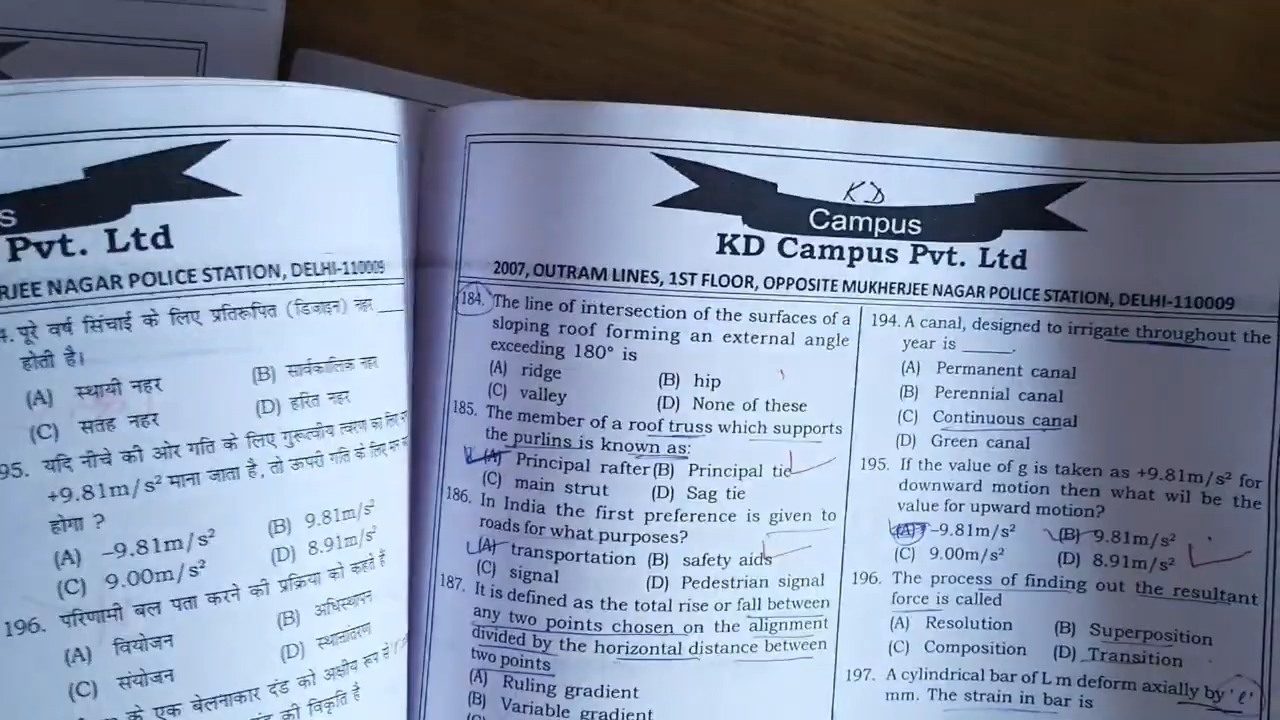 s
Pvt. Ltd
RJEE NAGAR POLICE STATION, DELHI-110009
4. पूरे वर्ष सिंचाई के लिए प्रतिरूपित (डिजाइन) नहर ____
होती है।
(A) स्थायी नहर (B) सार्वकालिक नहर
(C) सतह नहर (D) हरित नहर
95. यदि नीचे की ओर गति के लिए गुरूत्वीय त्वरण का
+9.81m/s² माना जाता है, तो ऊपरी गति के लिए
होगा ?
(A) –9.81m/s² (B) 9.81m/s²
(C) 9.00m/s² (D) 8.91m/s²
196. परिणामी बल पता करने की प्रक्रिया को कहते हैं
(A) वियोजन (B) अधिस्थापन
(C) संयोजन (D) स्थानांतरण
के एक बेलनाकार दंड को अक्षीय रूप से
की विकृति है
KD
Campus
KD Campus Pvt. Ltd
2007, OUTRAM LINES, 1ST FLOOR, OPPOSITE MUKHERJEE NAGAR POLICE STATION, DELHI-110009
184. The line of intersection of the surfaces of a
sloping roof forming an external angle
exceeding 180° is
(A) ridge (B) hip
(C) valley (D) None of these
185. The member of a roof truss which supports
the purlins is known as:
(A) Principal rafter (B) Principal tie
(C) main strut (D) Sag tie
186. In India the first preference is given to
roads for what purposes?
(A) transportation (B) safety aids
(C) signal (D) Pedestrian signal
187. It is defined as the total rise or fall between
any two points chosen on the alignment
divided by the horizontal distance between
two points
(A) Ruling gradient
(B) Variable gradient
194. A canal, designed to irrigate throughout the
year is ____.
(A) Permanent canal
(B) Perennial canal
(C) Continuous canal
(D) Green canal
195. If the value of g is taken as +9.81m/s² for
downward motion then what wil be the
value for upward motion?
(A) –9.81m/s² (B) 9.81m/s²
(C) 9.00m/s² (D) 8.91m/s²
196. The process of finding out the resultant
force is called
(A) Resolution (B) Superposition
(C) Composition (D) Transition
197. A cylindrical bar of L m deform axially by 'ℓ'
mm. The strain in bar is